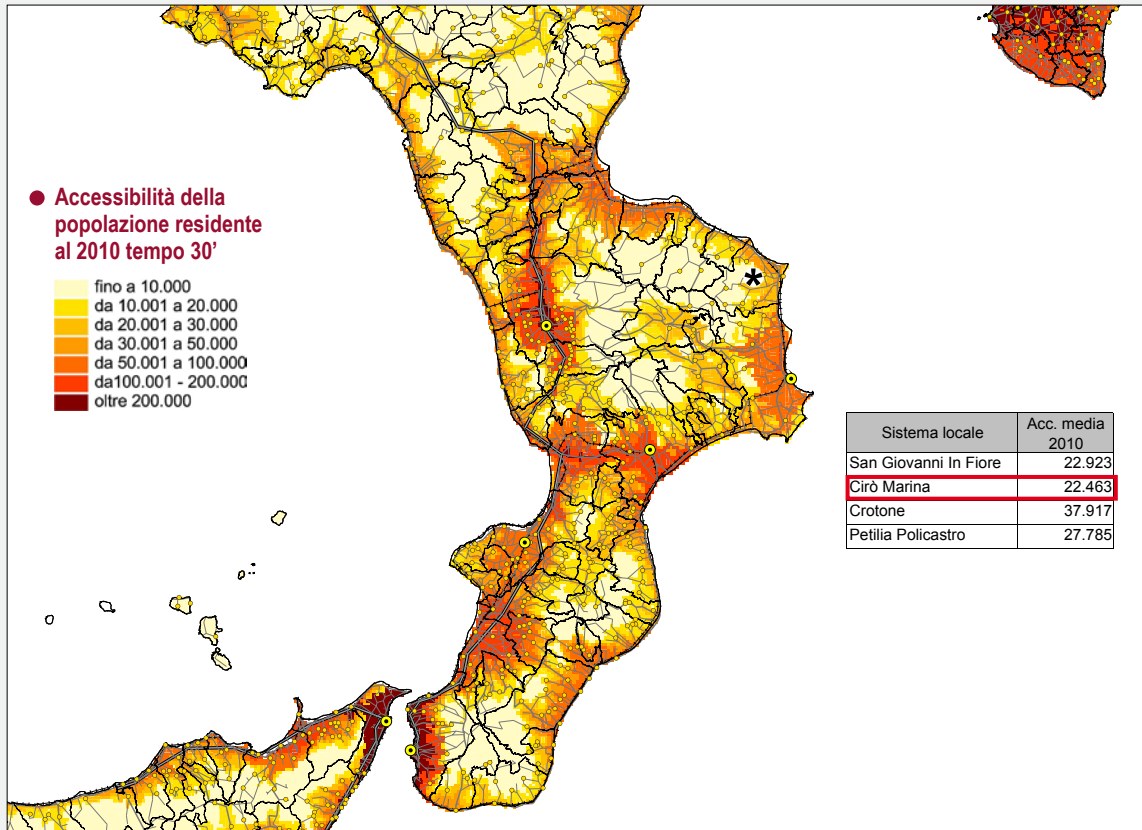 Accessibilità della
popolazione residente
al 2010 tempo 30'
fino a 10.000
da 10.001 a 20.000
da 20.001 a 30.000
da 30.001 a 50.000
da 50.001 a 100.000
da100.001 - 200.000
oltre 200.000
*
Sistema locale Acc. media
2010
San Giovanni In Fiore 22.923
Cirò Marina 22.463
Crotone 37.917
Petilia Policastro 27.785